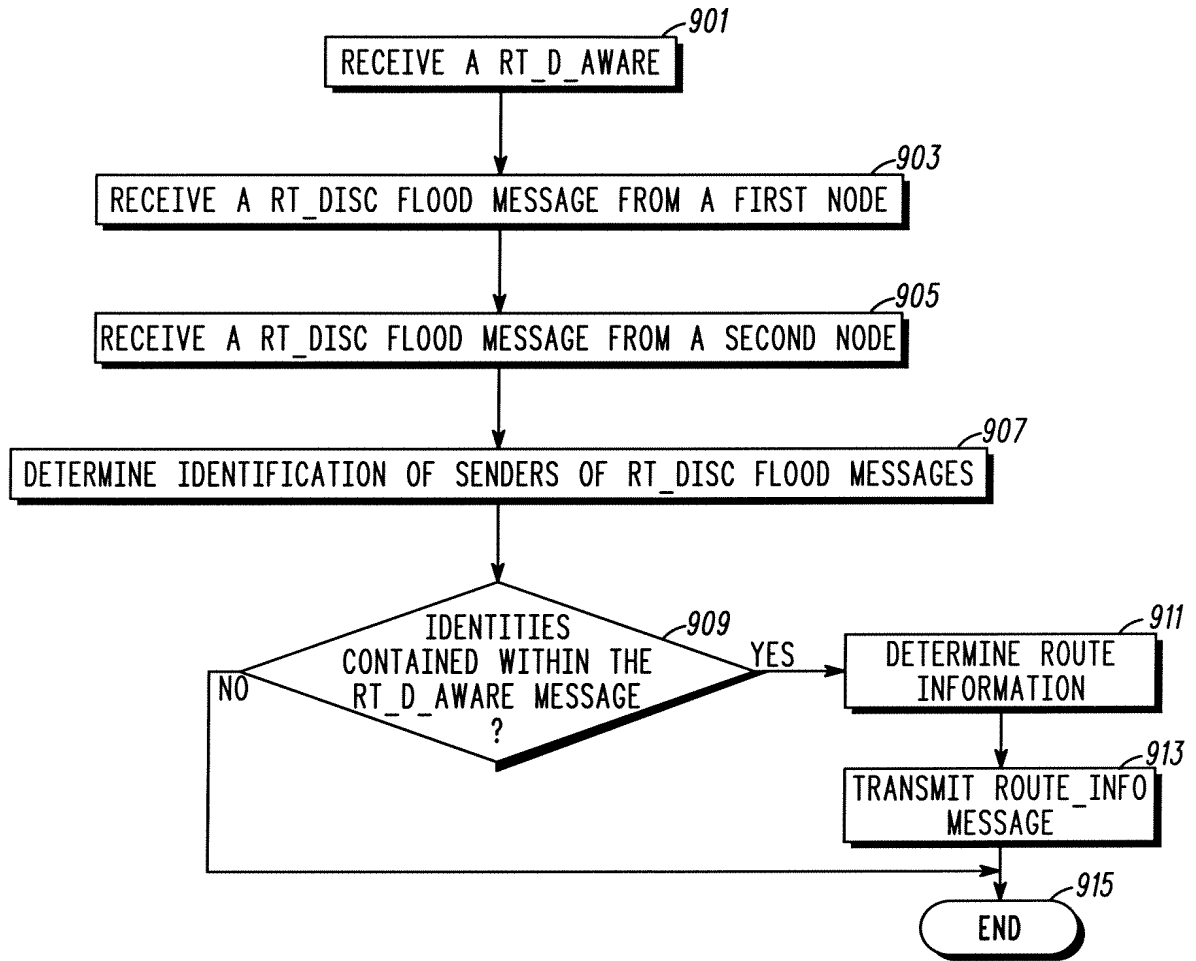 901
RECEIVE A RT_D_AWARE
903
RECEIVE A RT_DISC FLOOD MESSAGE FROM A FIRST NODE
905
RECEIVE A RT_DISC FLOOD MESSAGE FROM A SECOND NODE
907
DETERMINE IDENTIFICATION OF SENDERS OF RT_DISC FLOOD MESSAGES
909
IDENTITIES
CONTAINED WITHIN THE
RT_D_AWARE MESSAGE
?
YES
NO
911
DETERMINE ROUTE
INFORMATION
913
TRANSMIT ROUTE_INFO
MESSAGE
915
END